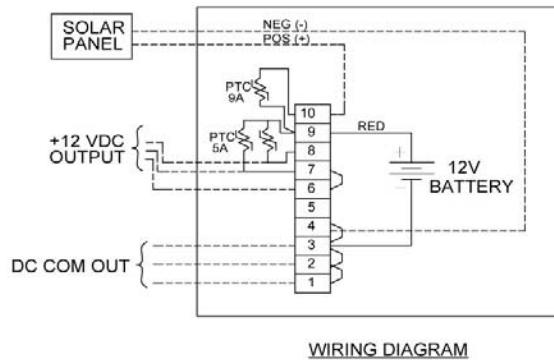 SOLAR
PANEL
NEG (-)
POS (+)
PTC
9A
10
9
RED
PTC
5A
+12 VDC
OUTPUT
8
7
+
12V
BATTERY
-
6
5
4
3
DC COM OUT
2
1
WIRING DIAGRAM